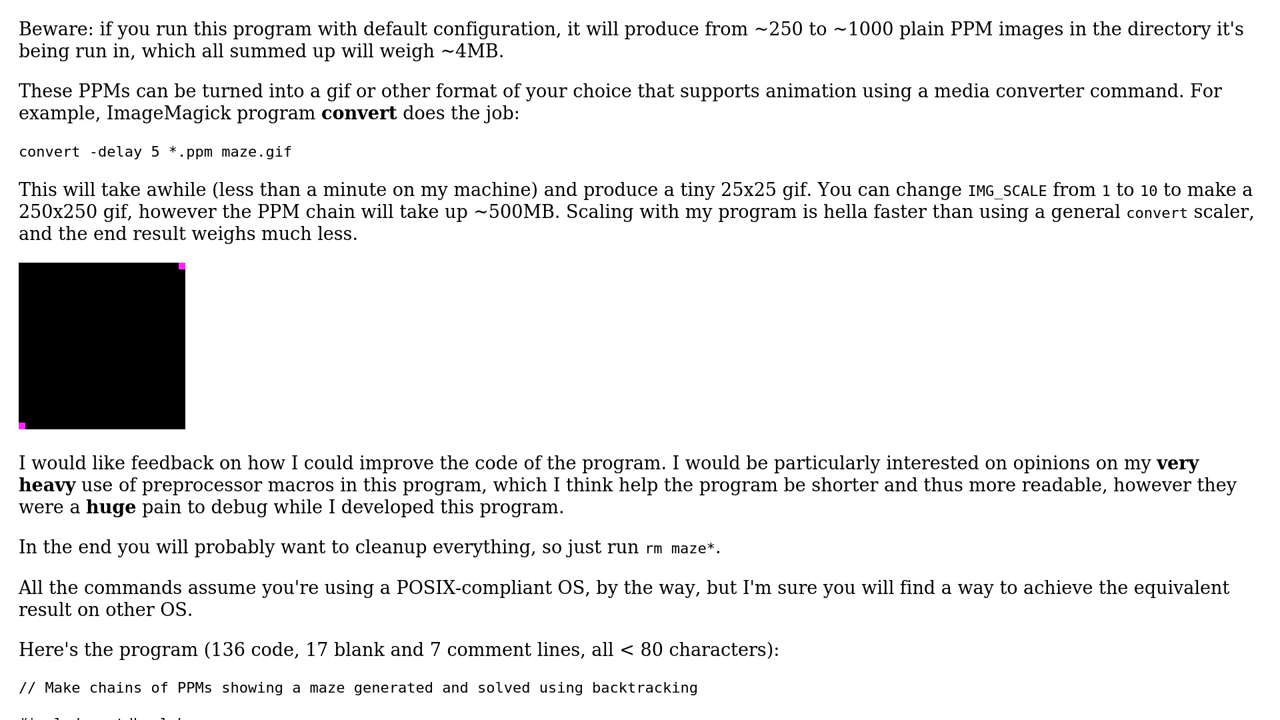 Beware: if you run this program with default configuration, it will produce from ~250 to ~1000 plain PPM images in the directory it's
being run in, which all summed up will weigh ~4MB.
These PPMs can be turned into a gif or other format of your choice that supports animation using a media converter command. For
example, ImageMagick program convert does the job:
convert -delay 5 *.ppm maze.gif
This will take awhile (less than a minute on my machine) and produce a tiny 25x25 gif. You can change IMG_SCALE from 1 to 10 to make a
250x250 gif, however the PPM chain will take up ~500MB. Scaling with my program is hella faster than using a general convert scaler,
and the end result weighs much less.
I would like feedback on how I could improve the code of the program. I would be particularly interested on opinions on my very
heavy use of preprocessor macros in this program, which I think help the program be shorter and thus more readable, however they
were a huge pain to debug while I developed this program.
In the end you will probably want to cleanup everything, so just run rm maze*.
All the commands assume you're using a POSIX-compliant OS, by the way, but I'm sure you will find a way to achieve the equivalent
result on other OS.
Here's the program (136 code, 17 blank and 7 comment lines, all < 80 characters):
// Make chains of PPMs showing a maze generated and solved using backtracking